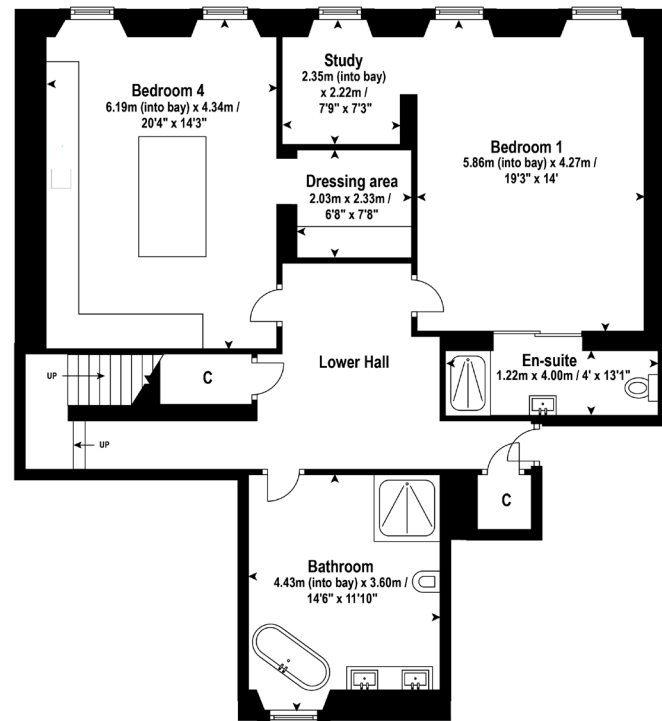 Study
2.35m (into bay)
x 2.22m /
7'9" x 7'3"
Bedroom 4
6.19m (into bay) x 4.34m /
20'4" x 14'3"
Bedroom 1
5.86m (into bay) x 4.27m /
19'3" x 14'
Dressing area
2.03m x 2.33m /
6'8" x 7'8"
Lower Hall
En-suite
1.22m x 4.00m / 4' x 13'1"
UP
C
UP
C
Bathroom
4.43m (into bay) x 3.60m /
14'6" x 11'10"